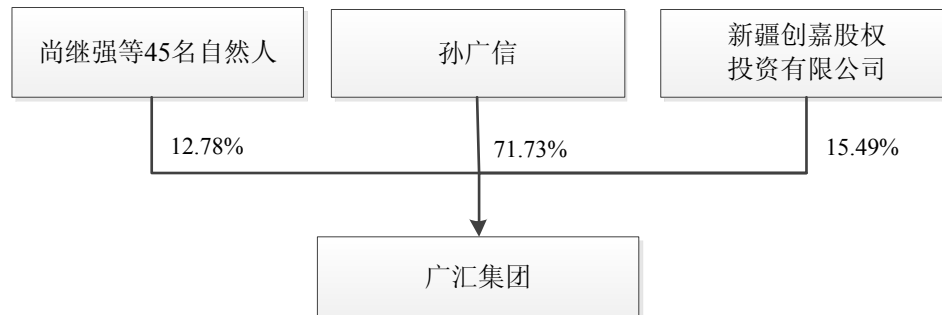 尚继强等45名自然人
孙广信
新疆创嘉股权
投资有限公司
12.78%
71.73%
15.49%
广汇集团